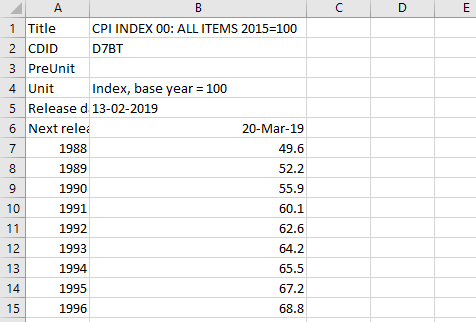 A B C D E
1 Title CPI INDEX 00: ALL ITEMS 2015=100
2 CDID D7BT
3 PreUnit
4 Unit Index, base year = 100
5 Release d 13-02-2019
6 Next relea 20-Mar-19
7 1988 49.6
8 1989 52.2
9 1990 55.9
10 1991 60.1
11 1992 62.6
12 1993 64.2
13 1994 65.5
14 1995 67.2
15 1996 68.8